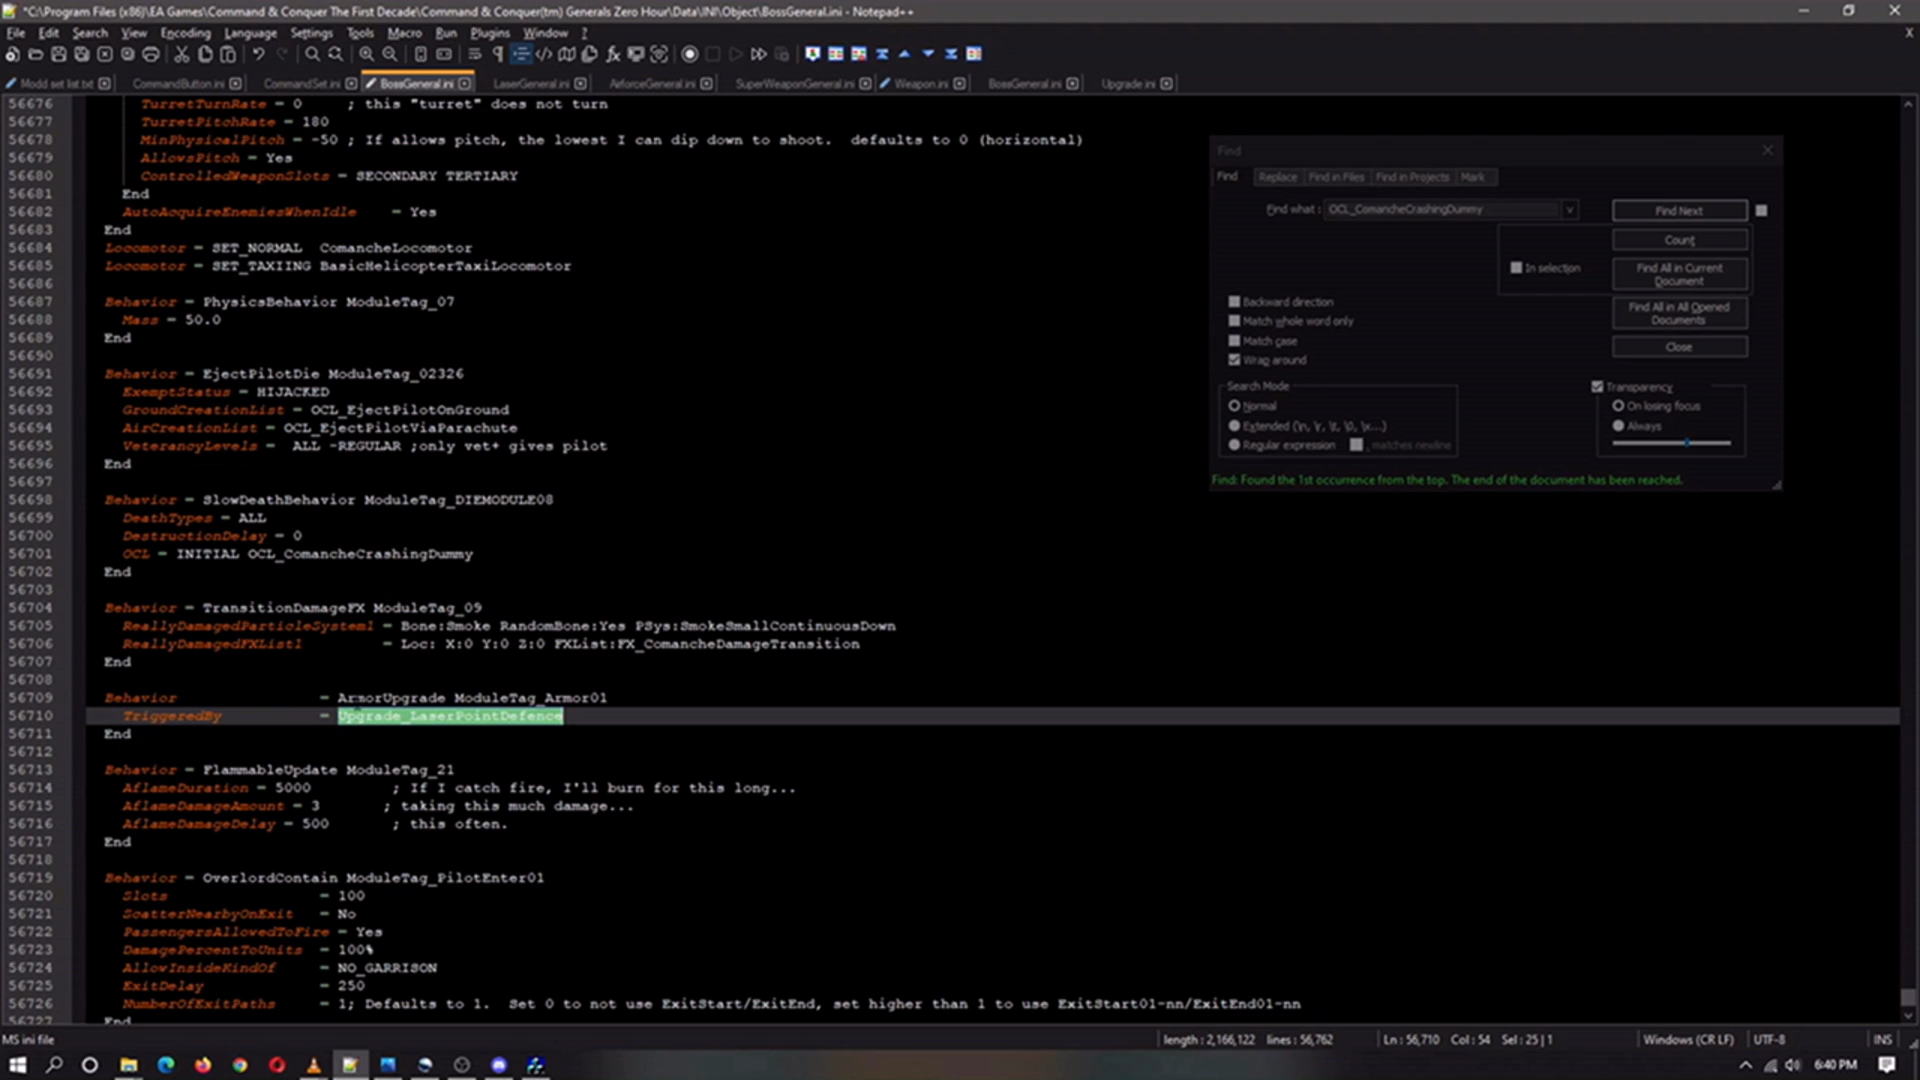 *C:\Program Files (x86)\EA Games\Command & Conquer The First Decade\Command & Conquer(tm) Generals Zero Hour\Data\INI\Object\BossGeneral.ini - Notepad++
File Edit Search View Encoding Language Settings Tools Macro Run Plugins Window ? X
Modd set list.txt CommandButton.ini CommandSet.ini BossGeneral.ini LaserGeneral.ini AirforceGeneral.ini SuperWeaponGeneral.ini Weapon.ini BossGeneral.ini Upgrade.ini
56676 TurretTurnRate = 0 ; this "turret" does not turn
56677 TurretPitchRate = 180
56678 MinPhysicalPitch = -50 ; If allows pitch, the lowest I can dip down to shoot. defaults to 0 (horizontal)
56679 AllowsPitch = Yes
56680 ControlledWeaponSlots = SECONDARY TERTIARY
56681 End
56682 AutoAcquireEnemiesWhenIdle = Yes
56683 End
56684 Locomotor = SET_NORMAL ComancheLocomotor
56685 Locomotor = SET_TAXIING BasicHelicopterTaxiLocomotor
56686
56687 Behavior = PhysicsBehavior ModuleTag_07
56688 Mass = 50.0
56689 End
56690
56691 Behavior = EjectPilotDie ModuleTag_02326
56692 ExemptStatus = HIJACKED
56693 GroundCreationList = OCL_EjectPilotOnGround
56694 AirCreationList = OCL_EjectPilotViaParachute
56695 VeterancyLevels = ALL -REGULAR ;only vet+ gives pilot
56696 End
56697
56698 Behavior = SlowDeathBehavior ModuleTag_DIEMODULE08
56699 DeathTypes = ALL
56700 DestructionDelay = 0
56701 OCL = INITIAL OCL_ComancheCrashingDummy
56702 End
56703
56704 Behavior = TransitionDamageFX ModuleTag_09
56705 ReallyDamagedParticleSystem1 = Bone:Smoke RandomBone:Yes PSys:SmokeSmallContinuousDown
56706 ReallyDamagedFXList1 = Loc: X:0 Y:0 Z:0 FXList:FX_ComancheDamageTransition
56707 End
56708
56709 Behavior = ArmorUpgrade ModuleTag_Armor01
56710 TriggeredBy = Upgrade_LaserPointDefence
56711 End
56712
56713 Behavior = FlammableUpdate ModuleTag_21
56714 AflameDuration = 5000 ; If I catch fire, I'll burn for this long...
56715 AflameDamageAmount = 3 ; taking this much damage...
56716 AflameDamageDelay = 500 ; this often.
56717 End
56718
56719 Behavior = OverlordContain ModuleTag_PilotEnter01
56720 Slots = 100
56721 ScatterNearbyOnExit = No
56722 PassengersAllowedToFire = Yes
56723 DamagePercentToUnits = 100%
56724 AllowInsideKindOf = NO_GARRISON
56725 ExitDelay = 250
56726 NumberOfExitPaths = 1; Defaults to 1. Set 0 to not use ExitStart/ExitEnd, set higher than 1 to use ExitStart01-nn/ExitEnd01-nn
56727 End
Find
Find Replace Find in Files Find in Projects Mark
Find what : OCL_ComancheCrashingDummy Find Next
Count
In selection Find All in Current Document
Backward direction Find All in All Opened Documents
Match whole word only
Match case Close
Wrap around
Search Mode Transparency
Normal On losing focus
Extended (\n, \r, \t, \0, \x...) Always
Regular expression . matches newline
Find: Found the 1st occurrence from the top. The end of the document has been reached.
MS ini file length : 2,166,122 lines : 56,762 Ln : 56,710 Col : 54 Sel : 25 | 1 Windows (CR LF) UTF-8 INS
6:40 PM